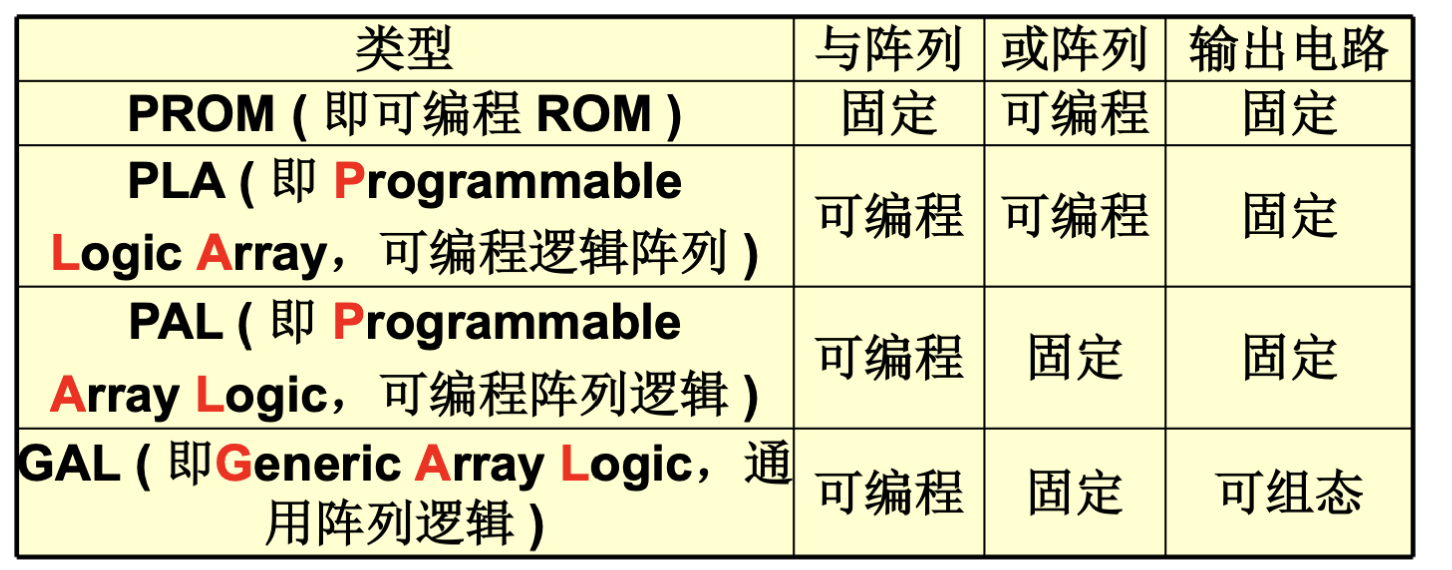 类型 与阵列 或阵列 输出电路
PROM ( 即可编程 ROM ) 固定 可编程 固定
PLA ( 即 Programmable
Logic Array，可编程逻辑阵列 ) 可编程 可编程 固定
PAL ( 即 Programmable
Array Logic，可编程阵列逻辑 ) 可编程 固定 固定
GAL ( 即Generic Array Logic，通
用阵列逻辑 ) 可编程 固定 可组态